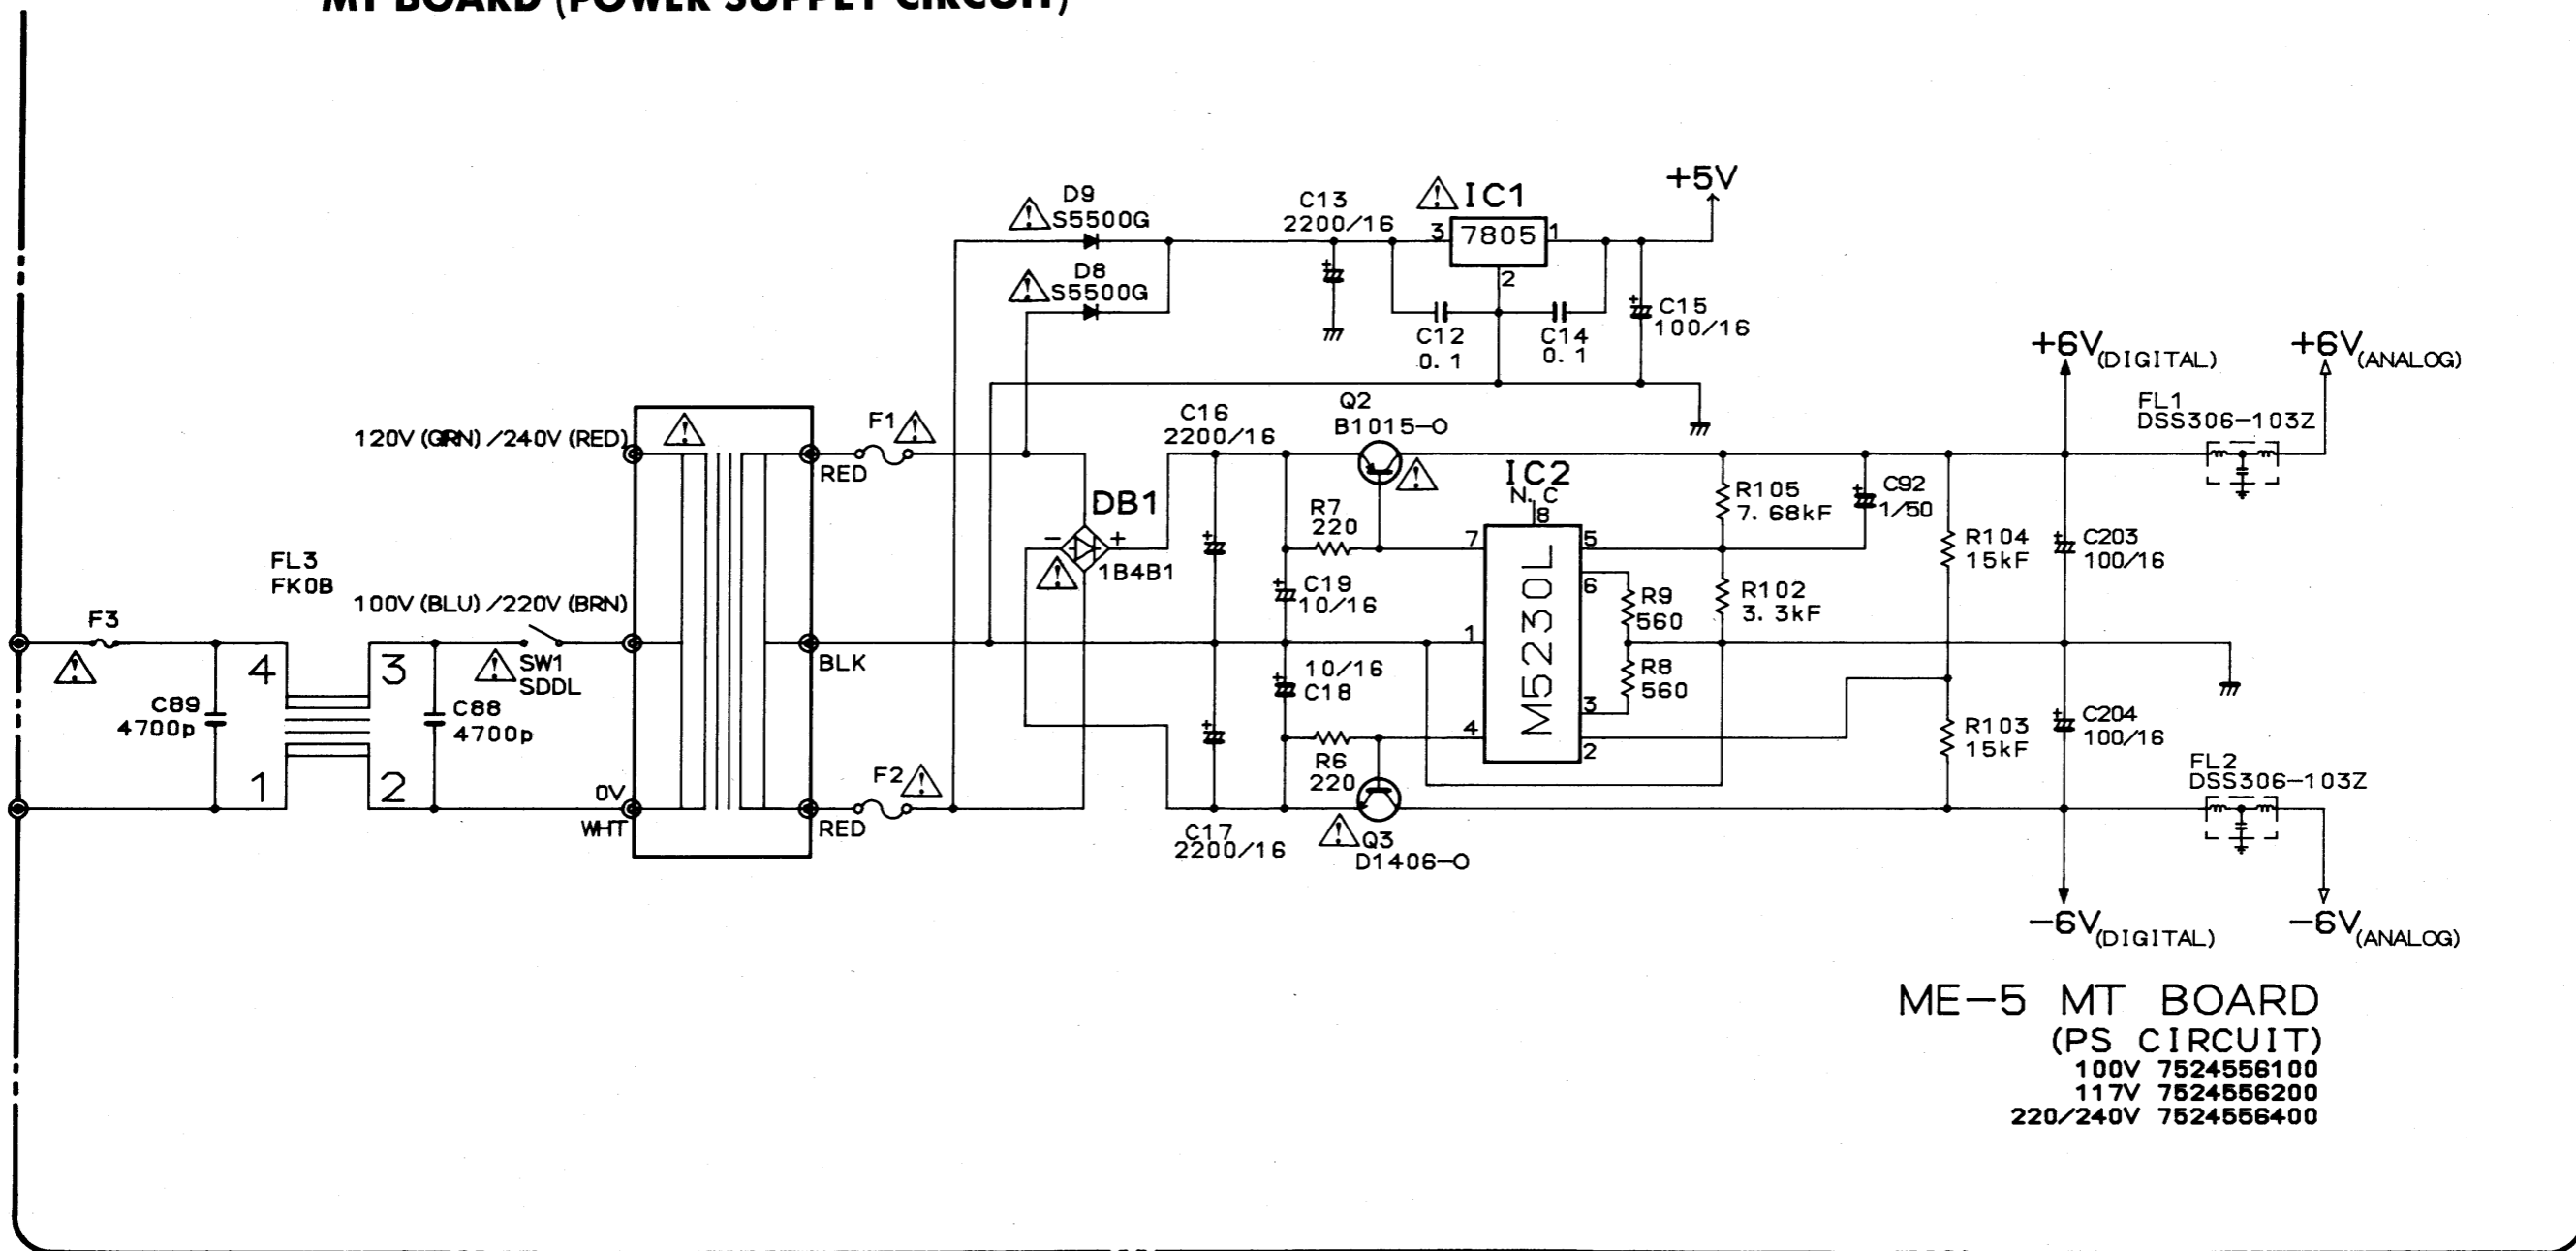 MT BOARD (POWER SUPPLY CIRCUIT)
D9
S5500G
D8
S5500G
C13
2200/16
IC1
3
7805
1
2
+5V
C12
0.1
C14
0.1
C15
100/16
+6V(DIGITAL)
+6V(ANALOG)
FL1
DSS306-103Z
120V(GRN)/240V(RED)
F1
RED
C16
2200/16
Q2
B1015-O
IC2
N.C
8
DB1
-
+
1B4B1
R7
220
7
5
6
R105
7.68kF
C92
1/50
R104
15kF
C203
100/16
FL3
FK0B
100V(BLU)/220V(BRN)
C19
10/16
R9
560
R102
3.3kF
F3
4
3
SW1
SDDL
BLK
1
M5230L
10/16
C18
R8
560
C89
4700p
C88
4700p
3
4
2
R103
15kF
C204
100/16
1
2
0V
WHT
F2
RED
R6
220
FL2
DSS306-103Z
C17
2200/16
Q3
D1406-O
-6V(DIGITAL)
-6V(ANALOG)
ME-5 MT BOARD
(PS CIRCUIT)
100V 7524556100
117V 7524556200
220/240V 7524556400